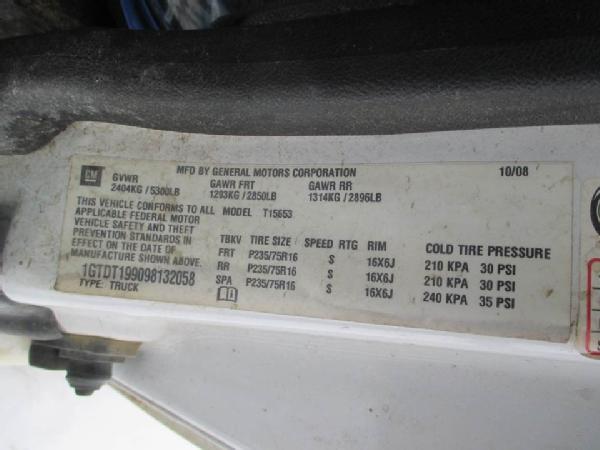 MFD BY GENERAL MOTORS CORPORATION 10/08
GM GVWR GAWR FRT GAWR RR
2404KG / 5300LB 1293KG / 2850LB 1314KG / 2896LB
THIS VEHICLE CONFORMS TO ALL MODEL T15653
APPLICABLE FEDERAL MOTOR
VEHICLE SAFETY AND THEFT
PREVENTION STANDARDS IN
EFFECT ON THE DATE OF
MANUFACTURE SHOWN ABOVE.
1GTDT199098132058
TYPE: TRUCK
TBKV TIRE SIZE / SPEED RTG RIM COLD TIRE PRESSURE
FRT P235/75R16 S 16X6J 210 KPA 30 PSI
RR P235/75R16 S 16X6J 210 KPA 30 PSI
SPA P235/75R16 S 16X6J 240 KPA 35 PSI